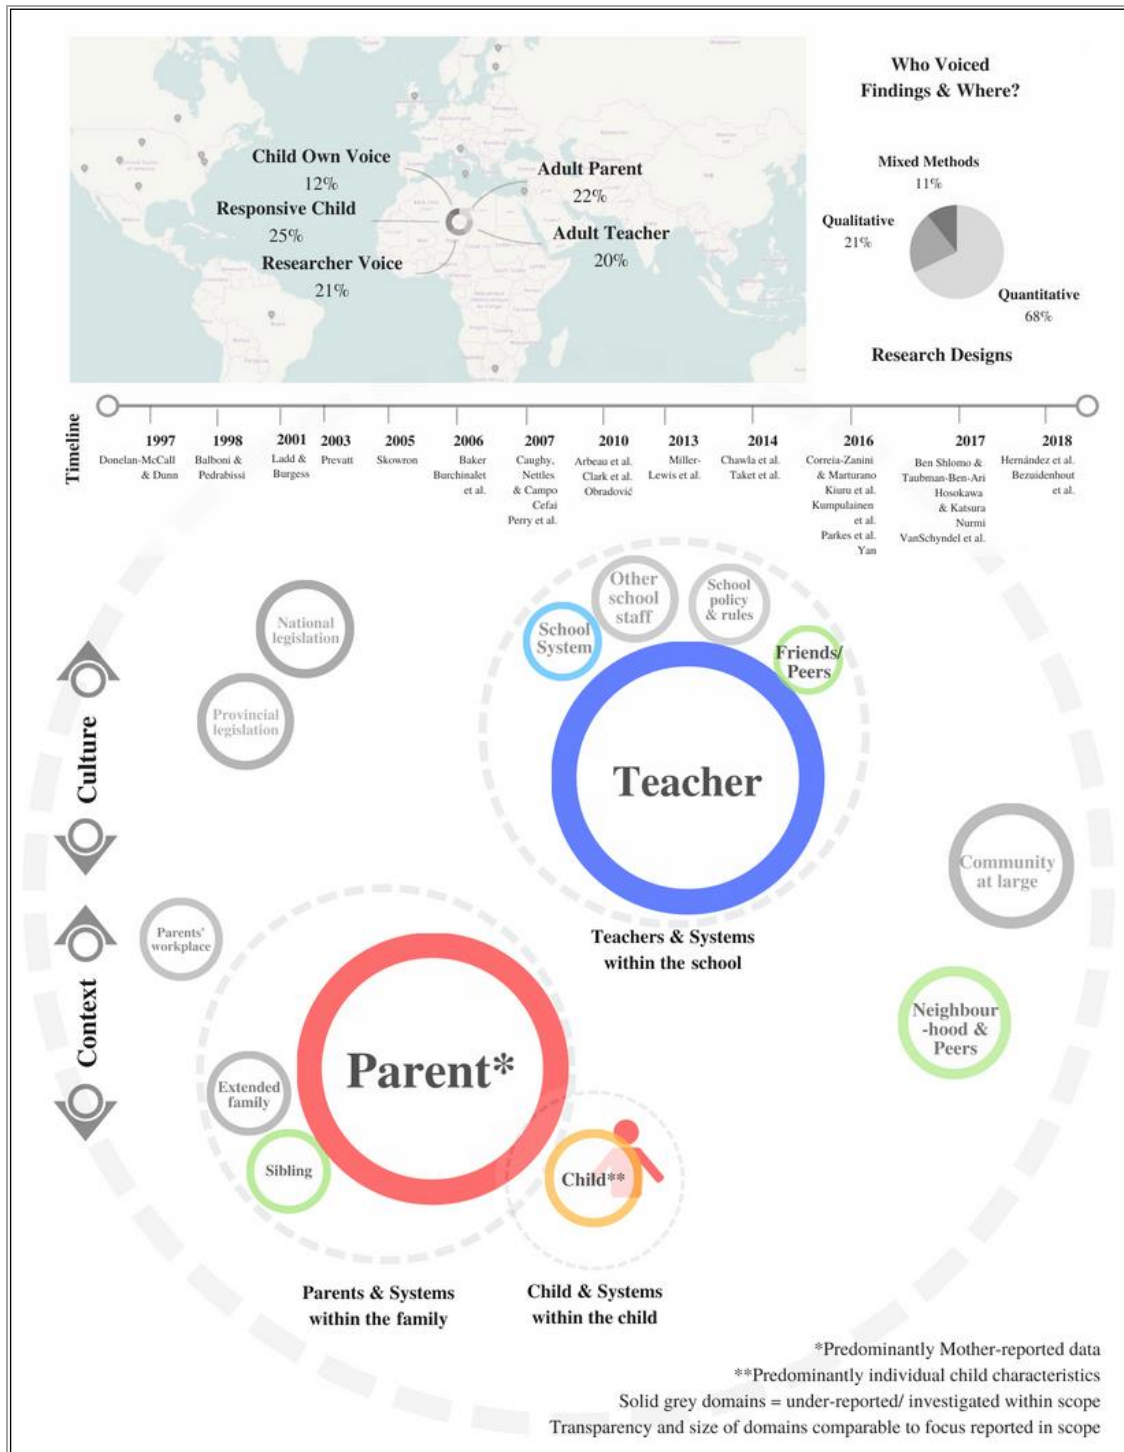 Who Voiced
Findings & Where?
Child Own Voice
12%
Responsive Child
25%
Researcher Voice
21%
Adult Parent
22%
Adult Teacher
20%
Mixed Methods
11%
Qualitative
21%
Quantitative
68%
Research Designs
Timeline
1997
Donelan-McCall
& Dunn
1998
Balboni &
Pedrabissi
2001
Ladd &
Burgess
2003
Prevatt
2005
Skowron
2006
Baker
Burchinalet
et al.
2007
Caughy,
Nettles
& Campo
Cefai
Perry et al.
2010
Arbeau et al.
Clark et al.
Obradović
2013
Miller-
Lewis et al.
2014
Chawla et al.
Taket et al.
2016
Correia-Zanini
& Marturano
Kiuru et al.
Kumpulainen
et al.
Parkes et al.
Yan
2017
Ben Shlomo &
Taubman-Ben-Ari
Hosokawa
& Katsura
Nurmi
VanSchyndel et al.
2018
Hernández et al.
Bezuidenhout
et al.
Culture
Context
National
legislation
Provincial
legislation
School
System
Other
school
staff
School
policy
& rules
Friends/
Peers
Teacher
Teachers & Systems
within the school
Community
at large
Neighbour
-hood &
Peers
Parents'
workplace
Extended
family
Sibling
Parent*
Child**
Parents & Systems
within the family
Child & Systems
within the child
*Predominantly Mother-reported data
**Predominantly individual child characteristics
Solid grey domains = under-reported/ investigated within scope
Transparency and size of domains comparable to focus reported in scope